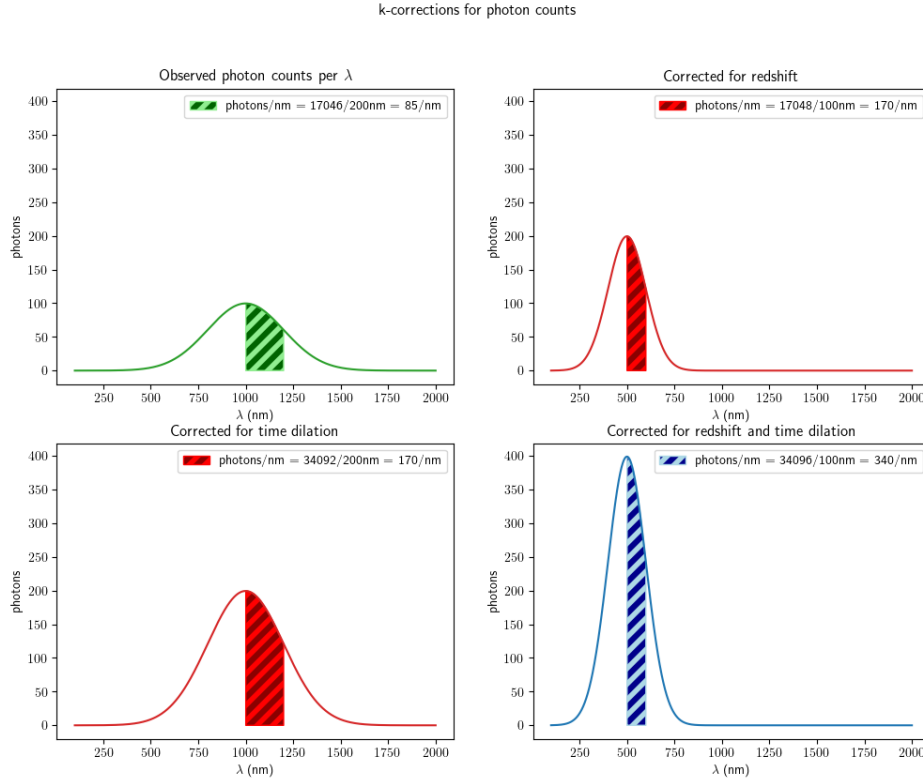 k-corrections for photon counts
Observed photon counts per λ
photons/nm = 17046/200nm = 85/nm
400
350
300
250
200
150
100
50
0
photons
250 500 750 1000 1250 1500 1750 2000
λ (nm)
Corrected for redshift
photons/nm = 17048/100nm = 170/nm
400
350
300
250
200
150
100
50
0
photons
250 500 750 1000 1250 1500 1750 2000
λ (nm)
Corrected for time dilation
photons/nm = 34092/200nm = 170/nm
400
350
300
250
200
150
100
50
0
photons
250 500 750 1000 1250 1500 1750 2000
λ (nm)
Corrected for redshift and time dilation
photons/nm = 34096/100nm = 340/nm
400
350
300
250
200
150
100
50
0
photons
250 500 750 1000 1250 1500 1750 2000
λ (nm)